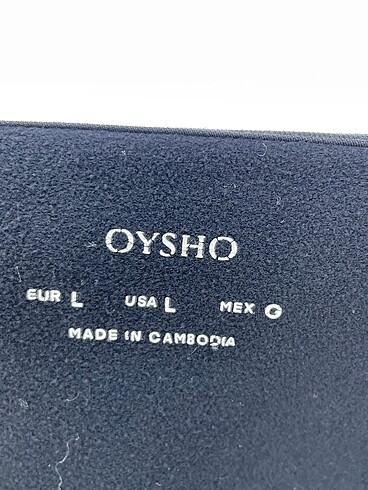 OYSHO
EUR L USA L MEX G
MADE IN CAMBODIA